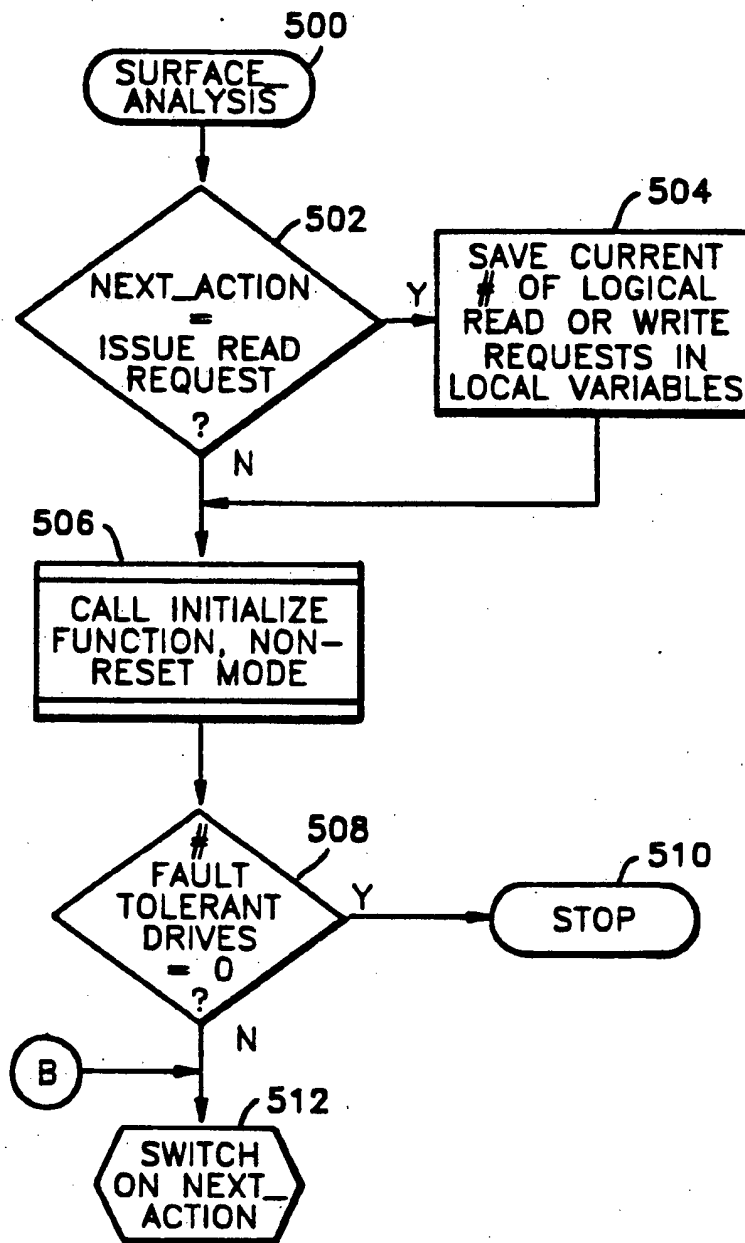 500
SURFACE_
ANALYSIS
502
NEXT_ACTION
=
ISSUE READ
REQUEST
?
Y
N
504
SAVE CURRENT
# OF LOGICAL
READ OR WRITE
REQUESTS IN
LOCAL VARIABLES
506
CALL INITIALIZE
FUNCTION, NON-
RESET MODE
508
#
FAULT
TOLERANT
DRIVES
= 0
?
Y
510
STOP
N
B
512
SWITCH
ON NEXT_
ACTION